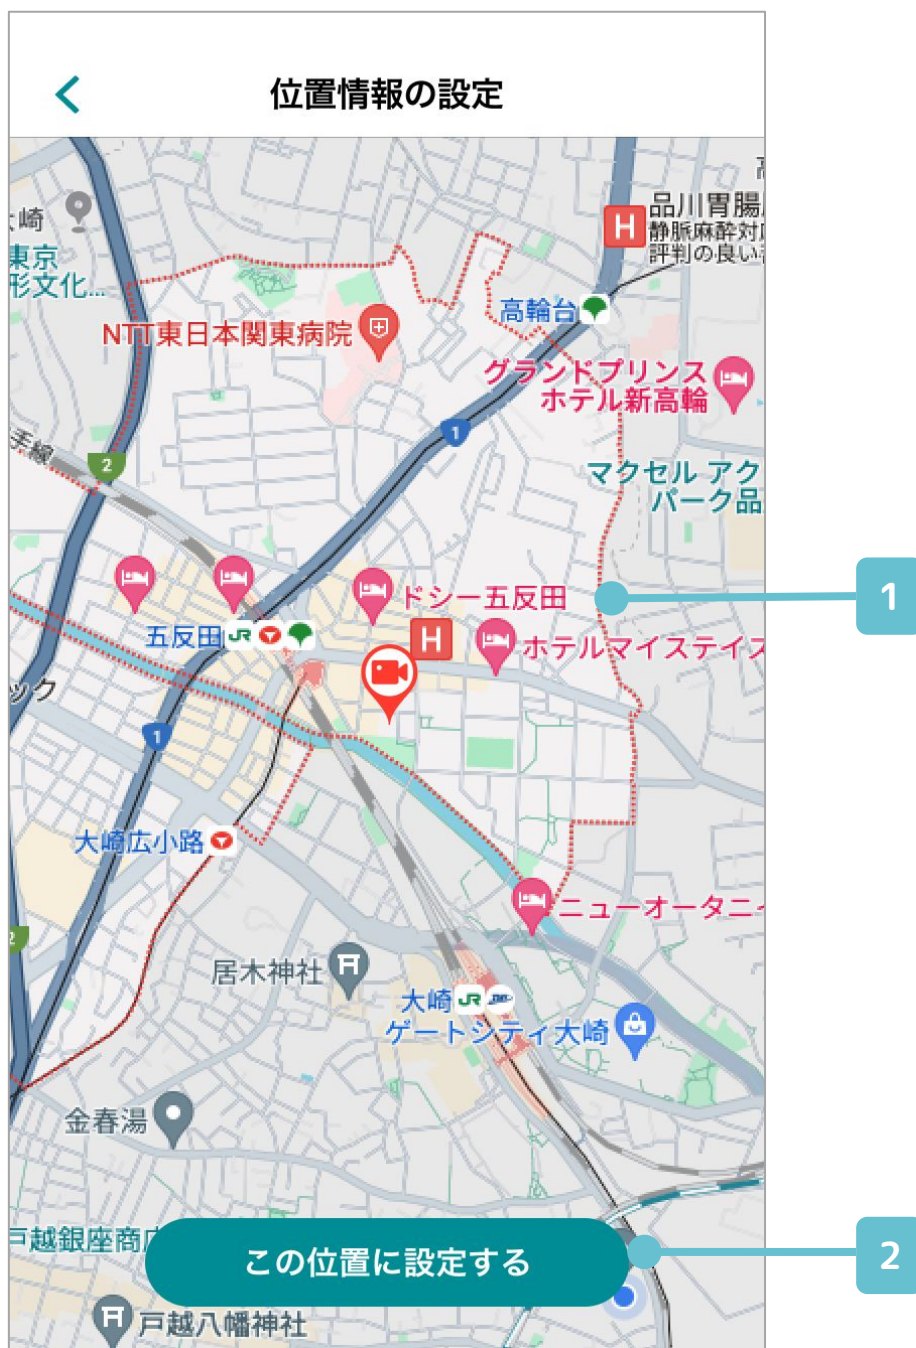 位置情報の設定
崎
東京
形文化...
H
品川胃腸
静脈麻酔対
評判の良い
高輪台
NTT東日本関東病院
グランドプリンス
ホテル新高輪
1
手線
2
マクセル アク
パーク品
1
ドシー五反田
五反田
JR
H
ホテルマイステイズ
ック
1
大崎広小路
ニューオータニ
2
居木神社
大崎
JR
ゲートシティ大崎
金春湯
戸越銀座商
この位置に設定する
2
戸越八幡神社